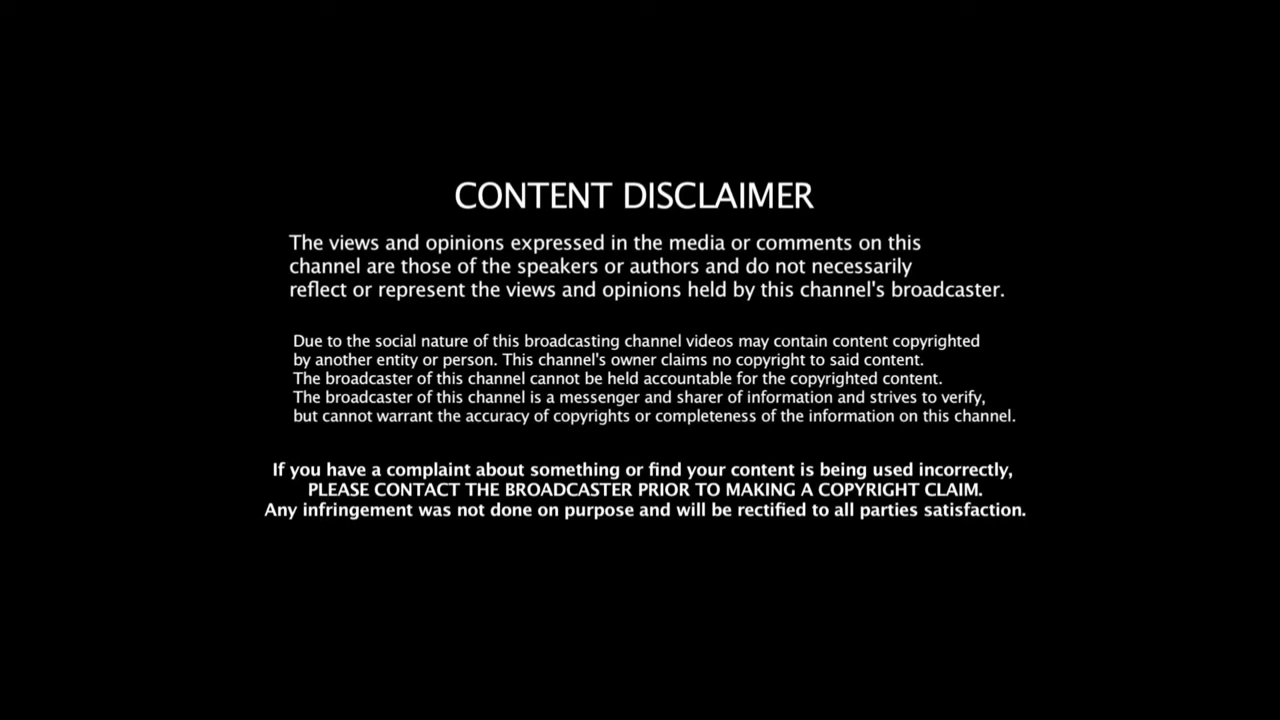 CONTENT DISCLAIMER
The views and opinions expressed in the media or comments on this
channel are those of the speakers or authors and do not necessarily
reflect or represent the views and opinions held by this channel's broadcaster.
Due to the social nature of this broadcasting channel videos may contain content copyrighted
by another entity or person. This channel's owner claims no copyright to said content.
The broadcaster of this channel cannot be held accountable for the copyrighted content.
The broadcaster of this channel is a messenger and sharer of information and strives to verify,
but cannot warrant the accuracy of copyrights or completeness of the information on this channel.
If you have a complaint about something or find your content is being used incorrectly,
PLEASE CONTACT THE BROADCASTER PRIOR TO MAKING A COPYRIGHT CLAIM.
Any infringement was not done on purpose and will be rectified to all parties satisfaction.